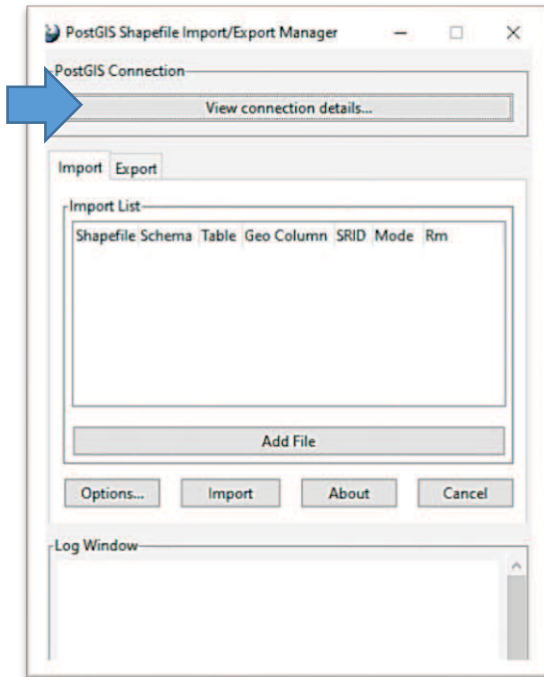 PostGIS Shapefile Import/Export Manager
PostGIS Connection
View connection details...
Import Export
Import List
Shapefile Schema Table Geo Column SRID Mode Rm
Add File
Options... Import About Cancel
Log Window